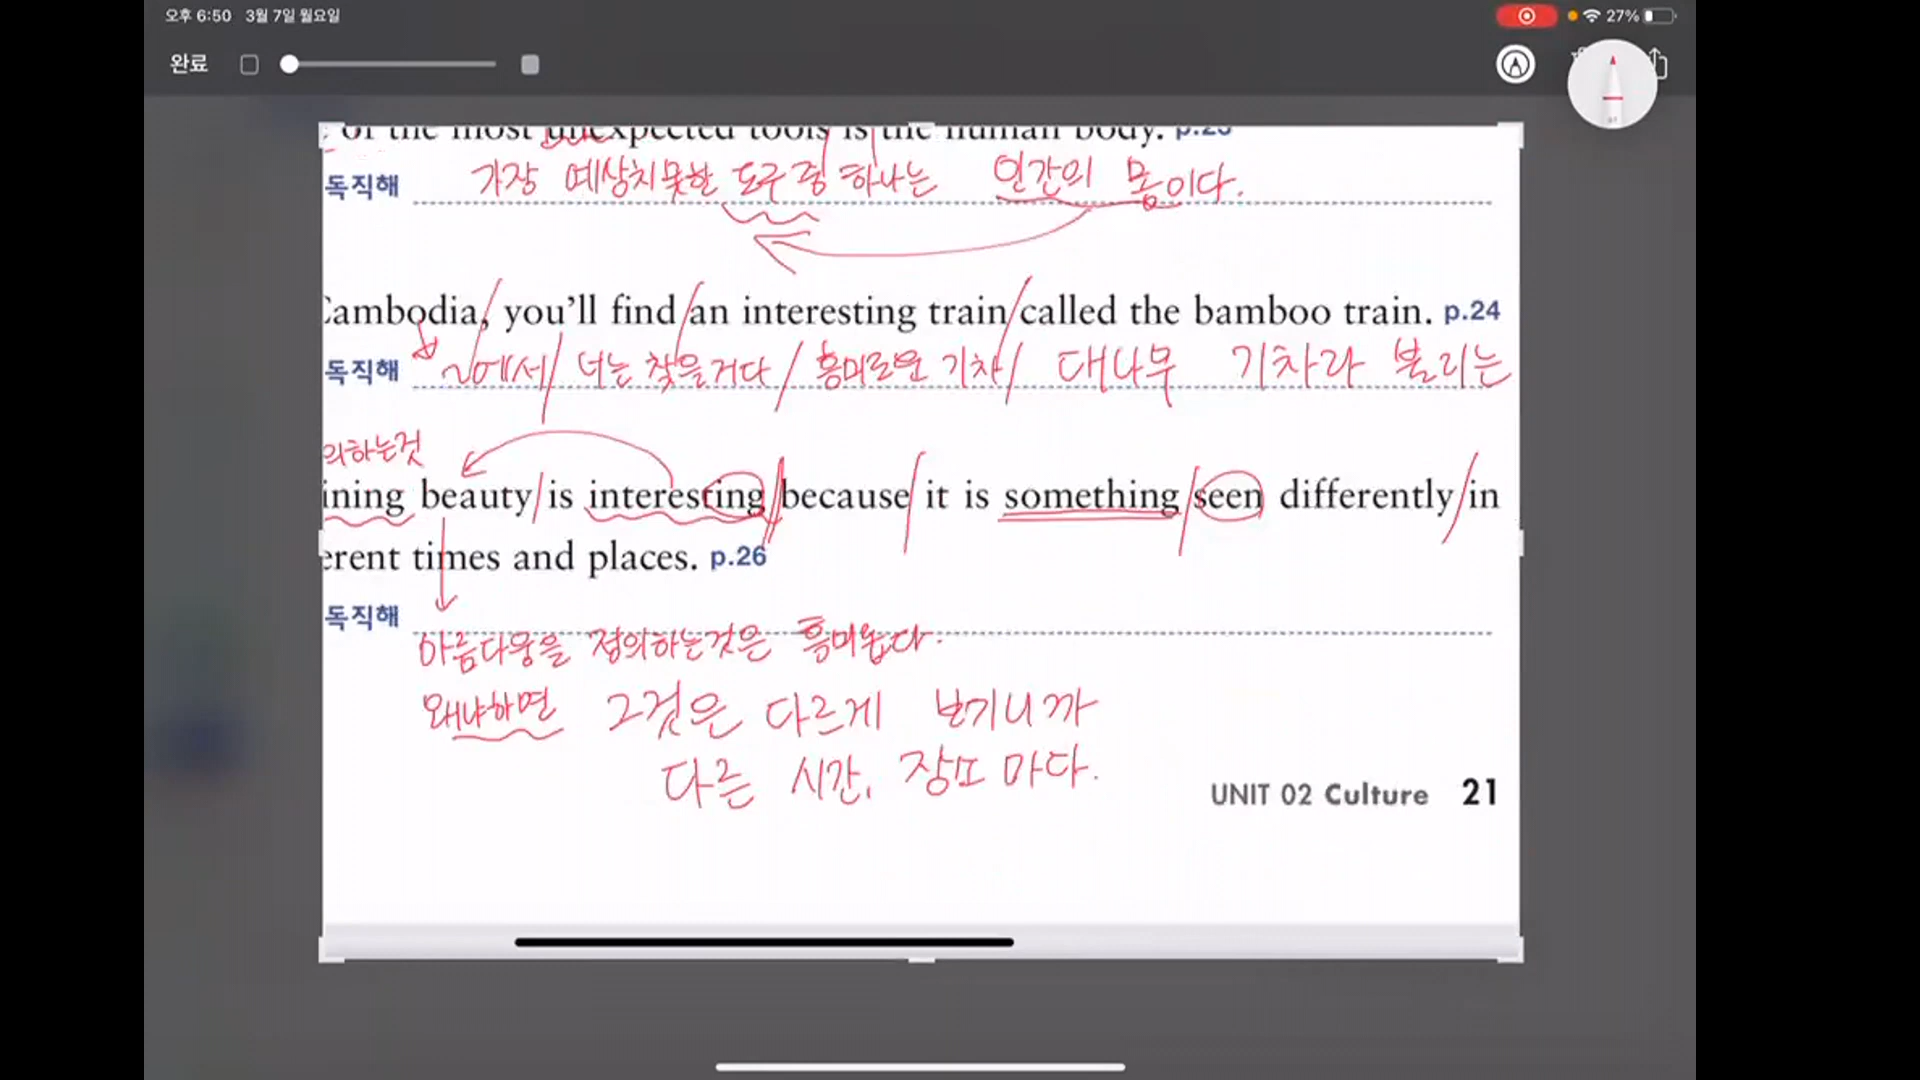 오후 6:50 3월 7일 월요일
27%
완료
of the most unexpected tools is the human body. p.23
가장 예상치못한 도구 중 하나는 인간의 몸이다.
독직해
Cambodia, you'll find an interesting train called the bamboo train. p.24
독직해 ~에서 / 너는 찾을거다 / 흥미로운 기차 / 대나무 기차라 불리는
의하는것
ining beauty is interesting because it is something seen differently in
erent times and places. p.26
독직해
아름다움을 정의하는것은 흥미롭다.
왜냐하면 그것은 다르게 보기니까
다른 시간, 장소 마다.
UNIT 02 Culture 21